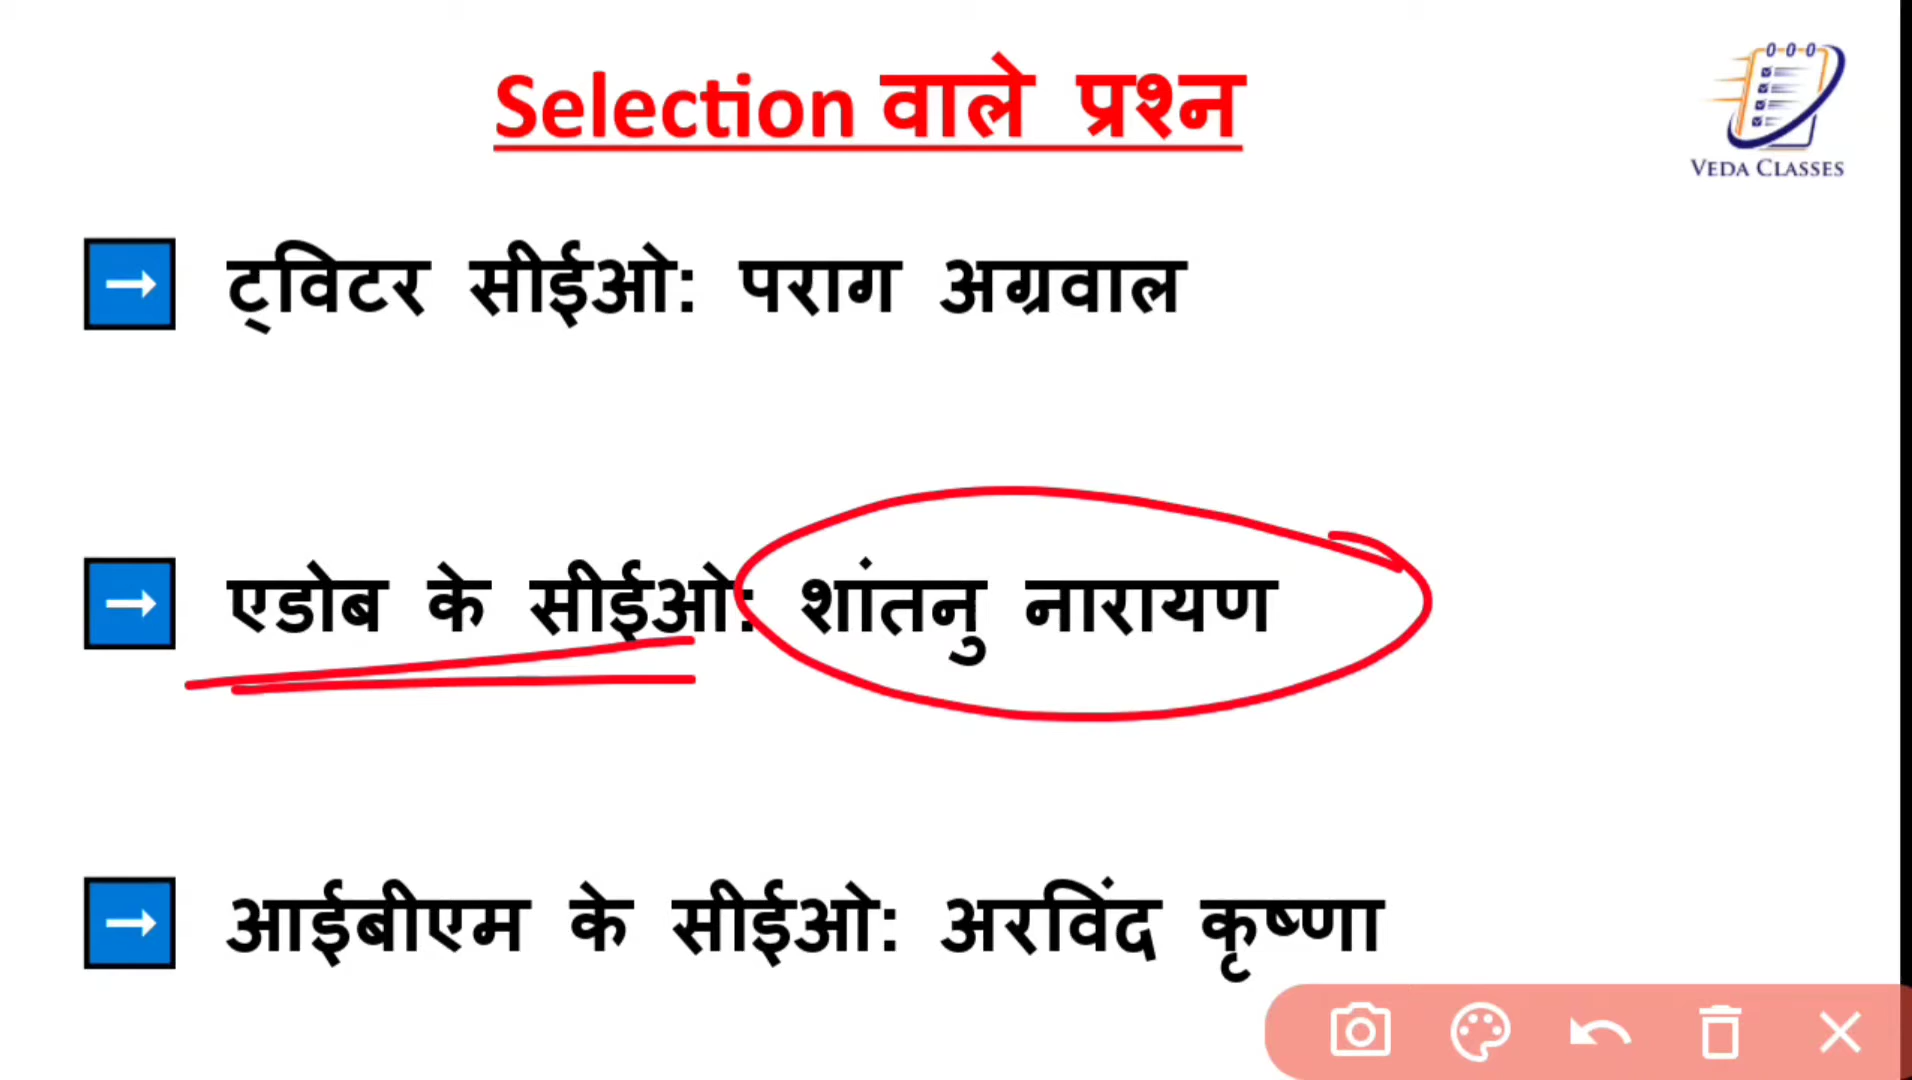 Selection वाले प्रश्न
VEDA CLASSES
ट्विटर सीईओ: पराग अग्रवाल
एडोब के सीईओ: शांतनु नारायण
आईबीएम के सीईओ: अरविंद कृष्णा